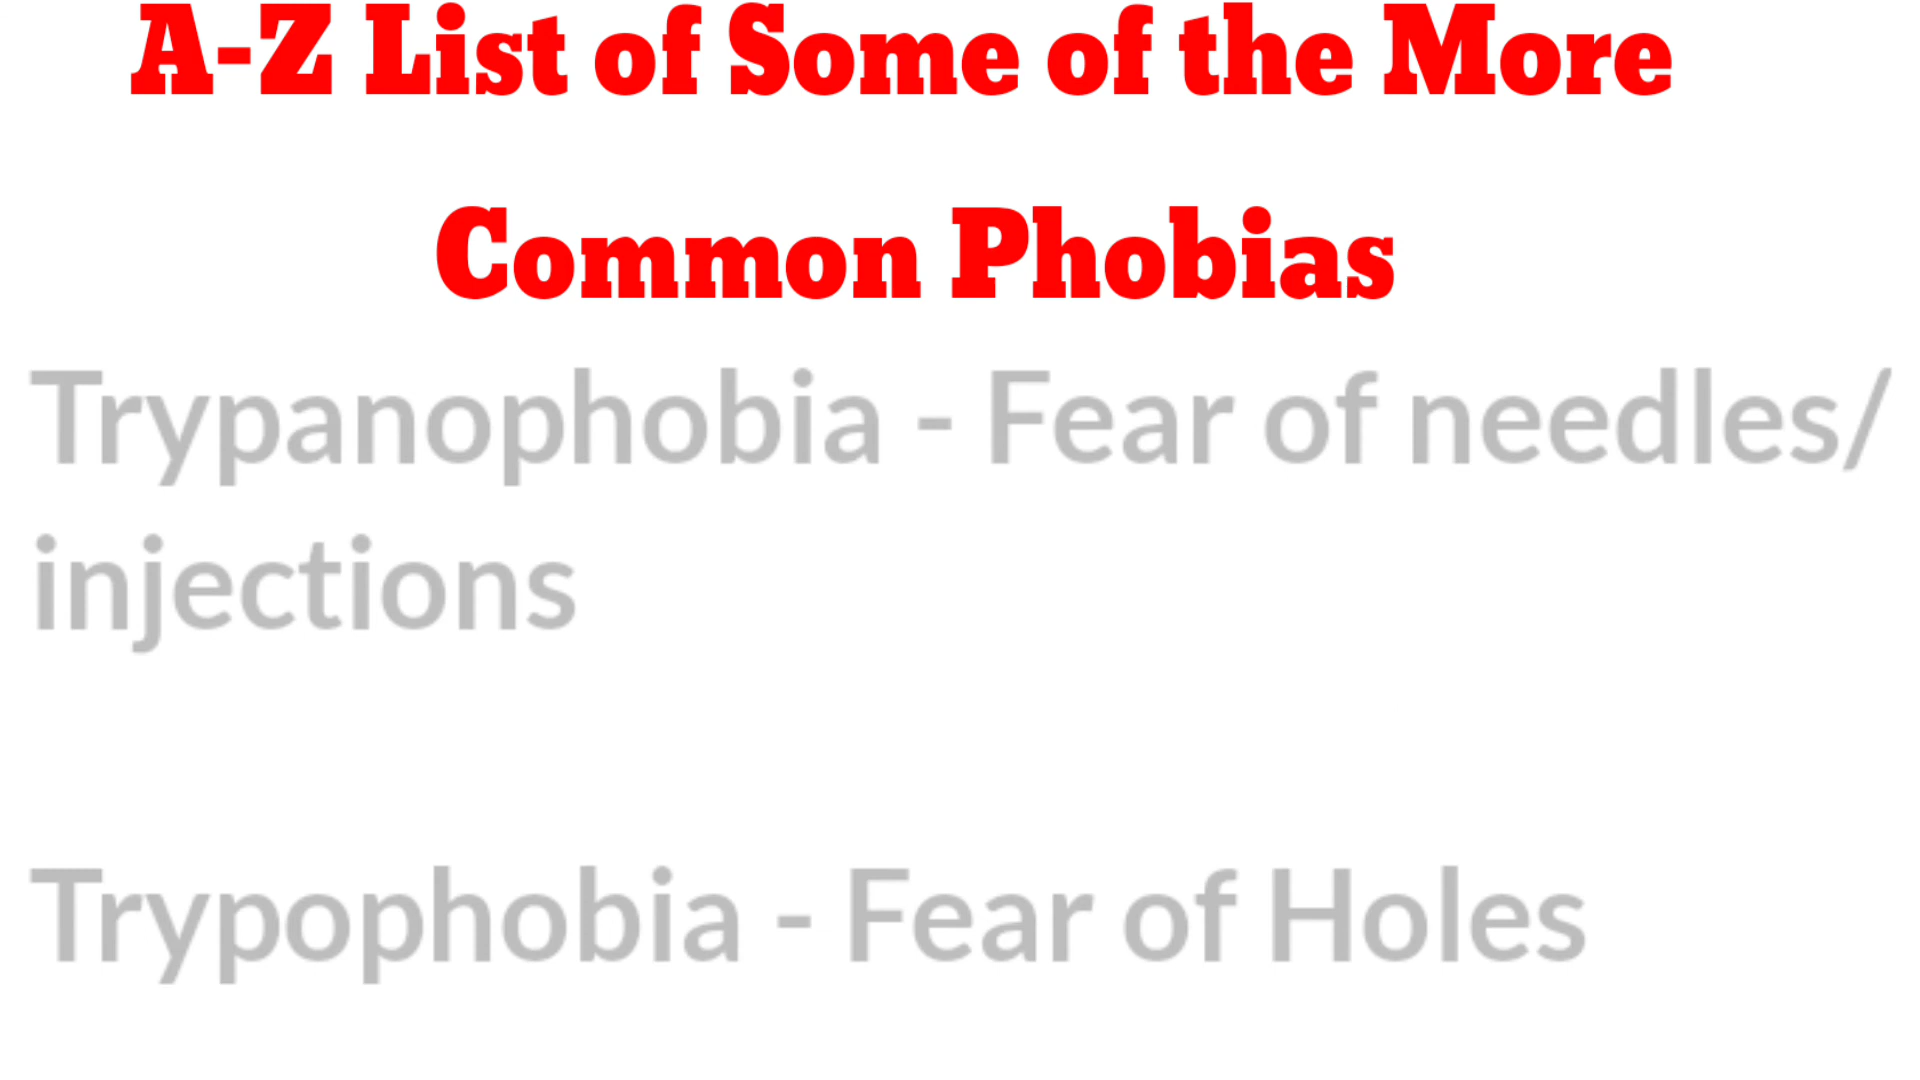 A-Z List of Some of the More
Common Phobias
Trypanophobia - Fear of needles/
injections
Trypophobia - Fear of Holes